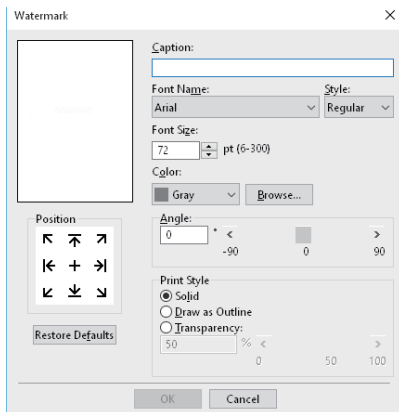 Watermark
Caption:
Font Name:
Style:
Arial
Regular
Font Size:
72
pt (6-300)
Color:
Gray
Browse...
Position
Angle:
0
°
-90
0
90
Print Style
Solid
Draw as Outline
Transparency:
50
%
0
50
100
Restore Defaults
OK
Cancel